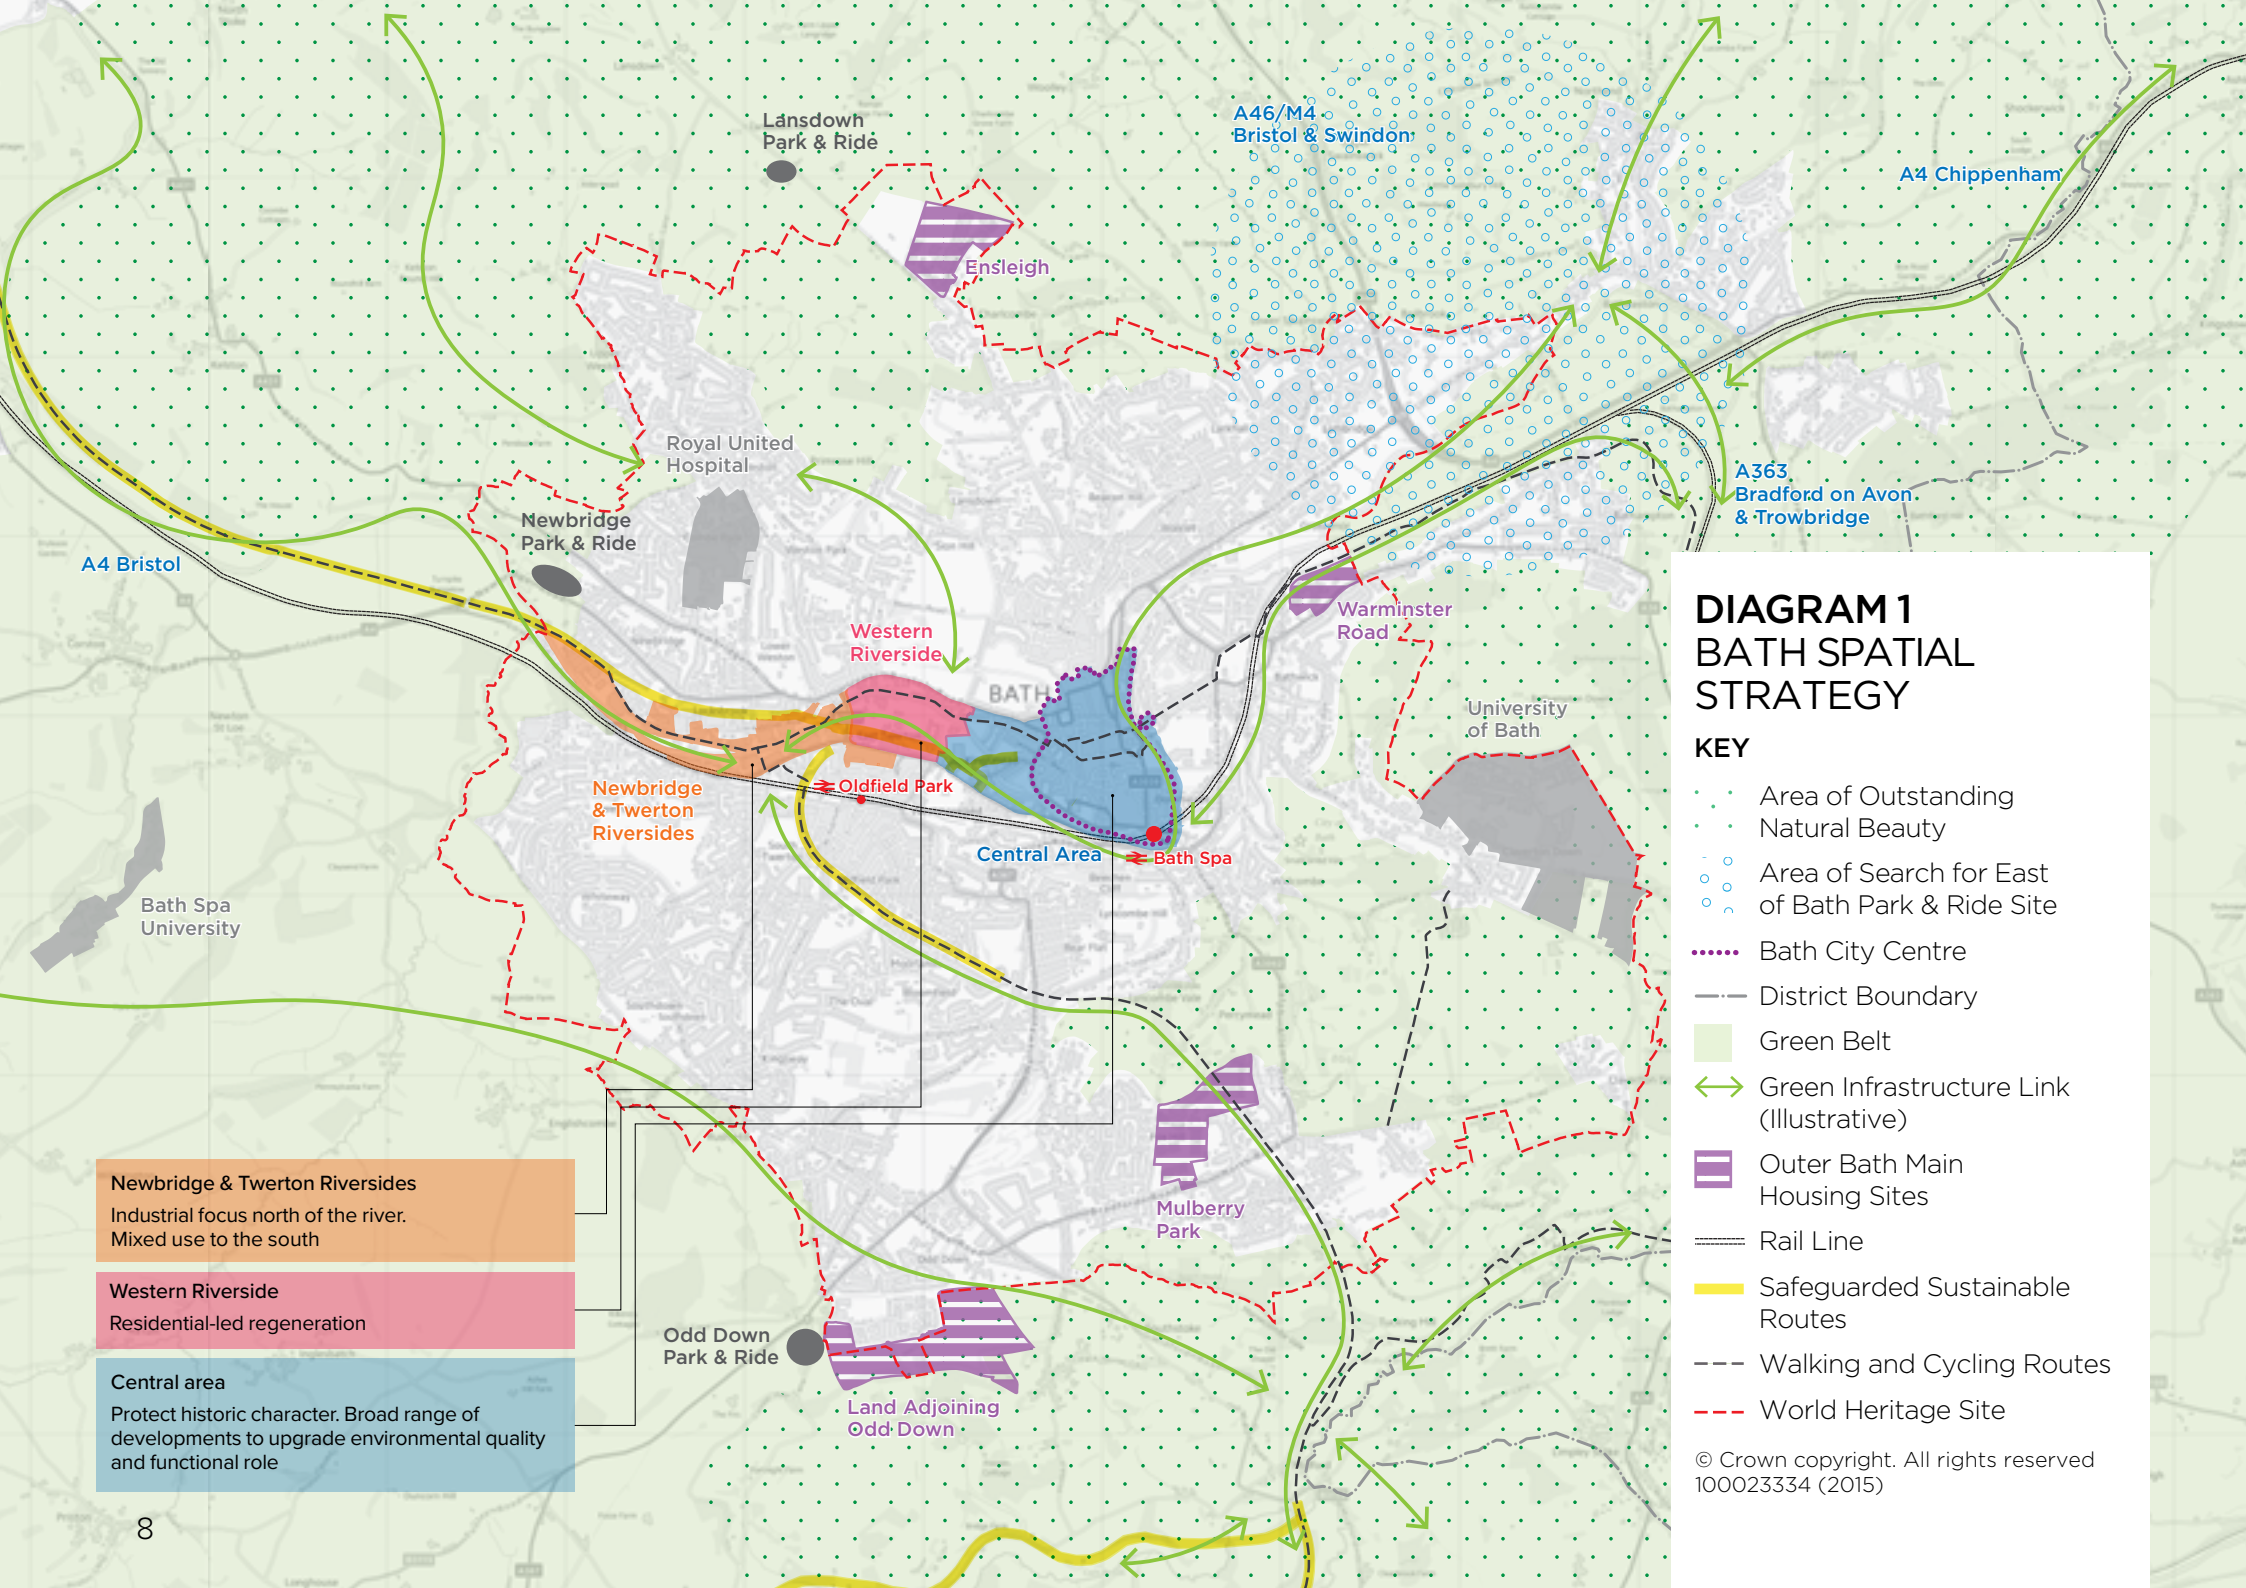 Lansdown
Park & Ride
A46/M4
Bristol & Swindon
A4 Chippenham
Ensleigh
Royal United
Hospital
Newbridge
Park & Ride
A4 Bristol
A363
Bradford on Avon
& Trowbridge
Western
Riverside
Warminster
Road
BATH
University
of Bath
Newbridge
& Twerton
Riversides
Oldfield Park
Central Area
Bath Spa
Bath Spa
University
Mulberry
Park
Odd Down
Park & Ride
Land Adjoining
Odd Down
Newbridge & Twerton Riversides
Industrial focus north of the river.
Mixed use to the south
Western Riverside
Residential-led regeneration
Central area
Protect historic character. Broad range of
developments to upgrade environmental quality
and functional role
8
DIAGRAM 1
BATH SPATIAL
STRATEGY
KEY
Area of Outstanding
Natural Beauty
Area of Search for East
of Bath Park & Ride Site
Bath City Centre
District Boundary
Green Belt
Green Infrastructure Link
(Illustrative)
Outer Bath Main
Housing Sites
Rail Line
Safeguarded Sustainable
Routes
Walking and Cycling Routes
World Heritage Site
© Crown copyright. All rights reserved
100023334 (2015)